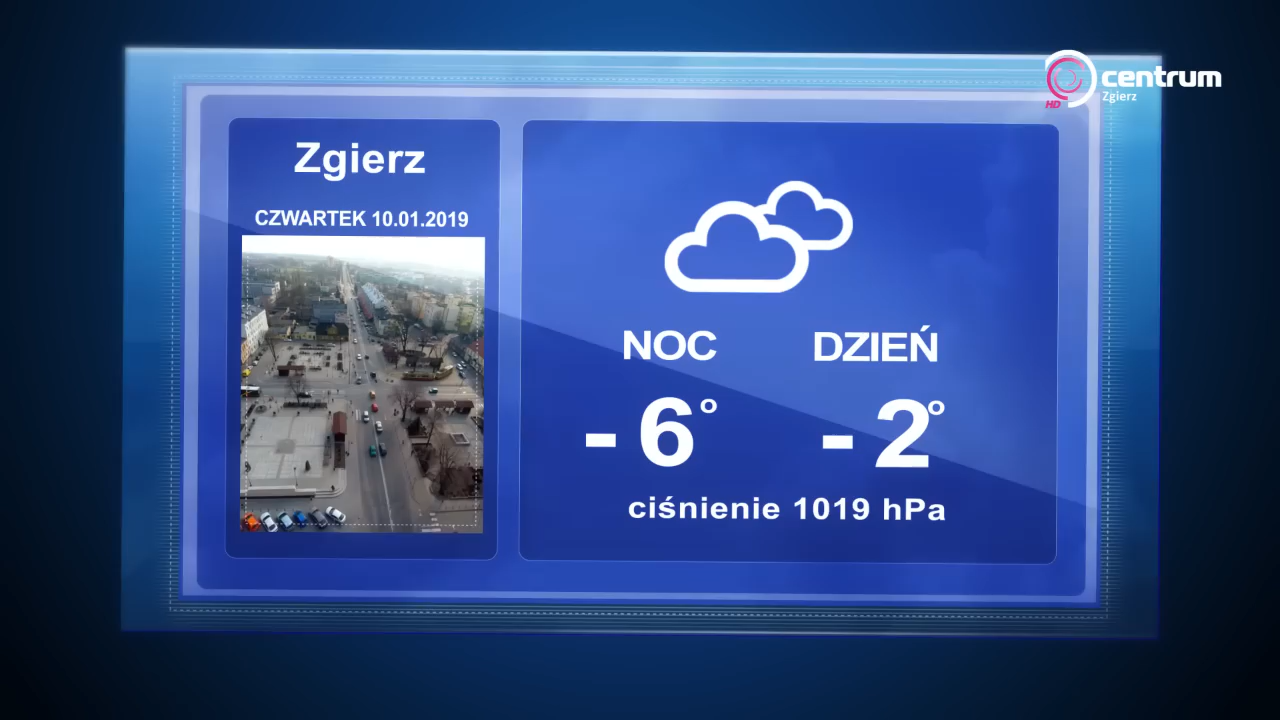 centrum
HD
Zgierz
Zgierz
CZWARTEK 10.01.2019
NOC DZIEŃ
- 6° - 2°
ciśnienie 1019 hPa